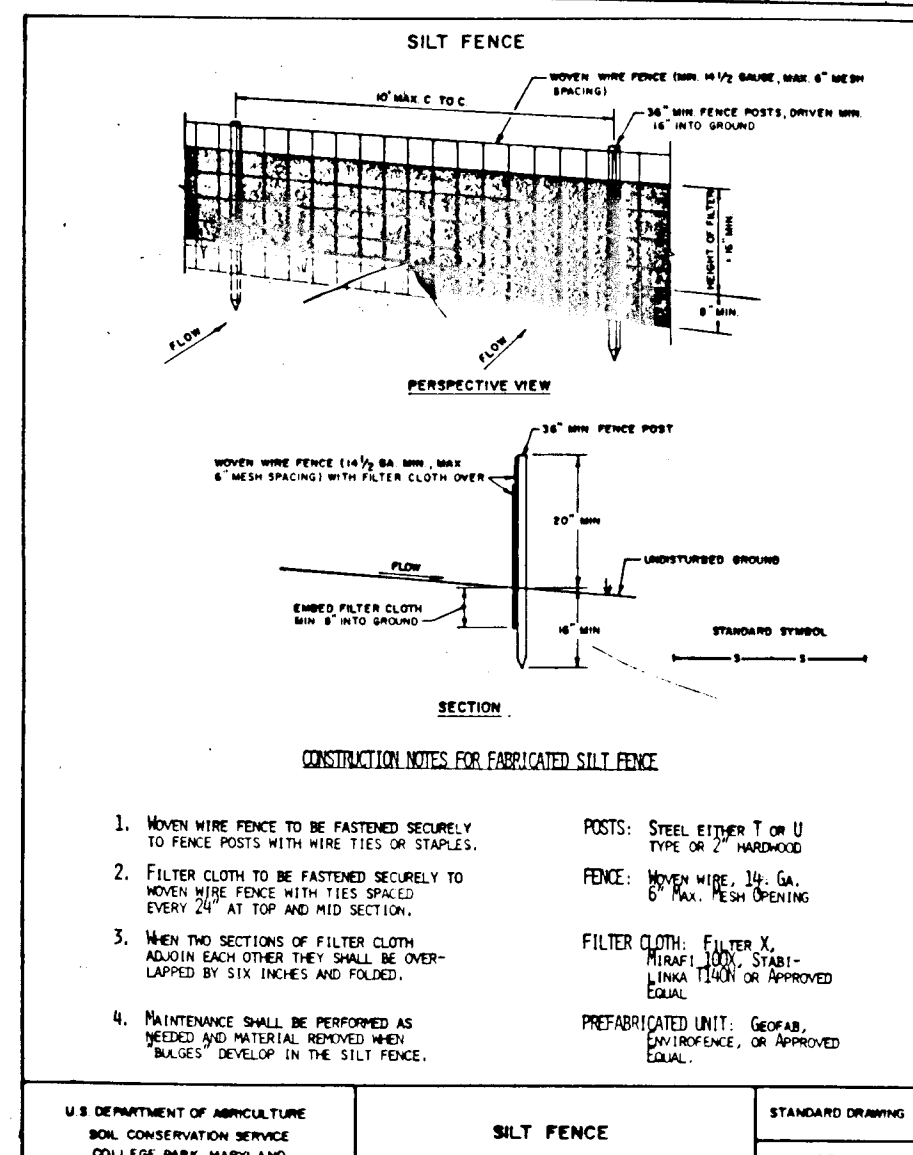 SILT FENCE
WOVEN WIRE FENCE (MIN. 14 1/2 GAUGE, MAX. 6" MESH
SPACING)
10' MAX. C TO C.
36" MIN. FENCE POSTS, DRIVEN MIN.
16" INTO GROUND
HEIGHT OF FILTER
16" MIN.
8" MIN.
FLOW
FLOW
PERSPECTIVE VIEW
36" MIN FENCE POST
WOVEN WIRE FENCE (14 1/2 GA. MIN., MAX
6" MESH SPACING) WITH FILTER CLOTH OVER
20" MIN
FLOW
UNDISTURBED GROUND
EMBED FILTER CLOTH
MIN 8" INTO GROUND
16" MIN
STANDARD SYMBOL
S S
SECTION
CONSTRUCTION NOTES FOR FABRICATED SILT FENCE
1. WOVEN WIRE FENCE TO BE FASTENED SECURELY
TO FENCE POSTS WITH WIRE TIES OR STAPLES.
2. FILTER CLOTH TO BE FASTENED SECURELY TO
WOVEN WIRE FENCE WITH TIES SPACED
EVERY 24" AT TOP AND MID SECTION.
3. WHEN TWO SECTIONS OF FILTER CLOTH
ADJOIN EACH OTHER THEY SHALL BE OVER-
LAPPED BY SIX INCHES AND FOLDED.
4. MAINTENANCE SHALL BE PERFORMED AS
NEEDED AND MATERIAL REMOVED WHEN
"BULGES" DEVELOP IN THE SILT FENCE.
POSTS: STEEL EITHER T OR U
TYPE OR 2" HARDWOOD
FENCE: WOVEN WIRE, 14. GA.
6" MAX. MESH OPENING
FILTER CLOTH: FILTER X,
MIRAFI 100X, STABI-
LINKA T140N OR APPROVED
EQUAL
PREFABRICATED UNIT: GEOFAB,
ENVIROFENCE, OR APPROVED
EQUAL.
U.S. DEPARTMENT OF AGRICULTURE
SOIL CONSERVATION SERVICE
COLLEGE PARK, MARYLAND
SILT FENCE
STANDARD DRAWING